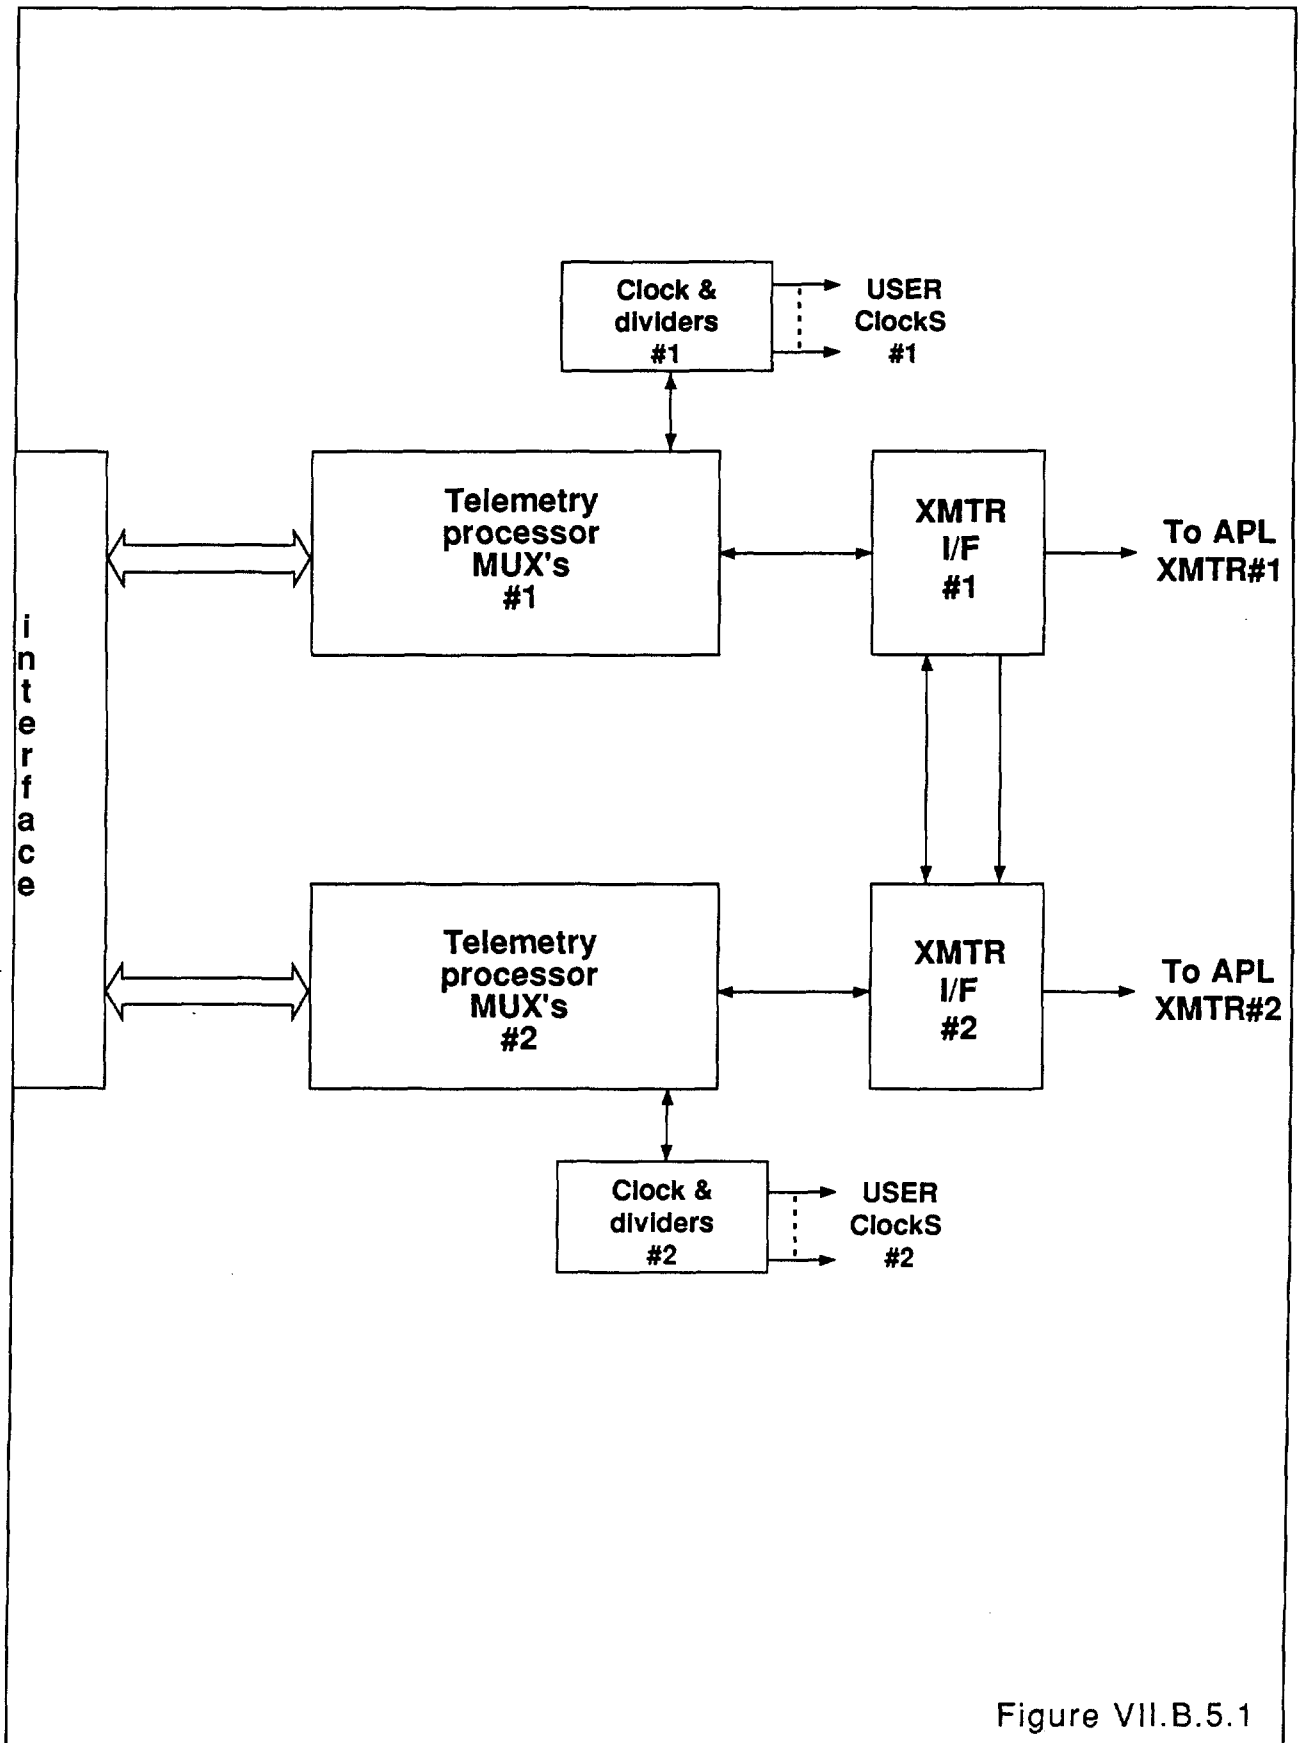 Clock &
dividers
#1
USER
ClockS
#1
Telemetry
processor
MUX's
#1
XMTR
I/F
#1
To APL
XMTR#1
interface
Telemetry
processor
MUX's
#2
XMTR
I/F
#2
To APL
XMTR#2
Clock &
dividers
#2
USER
ClockS
#2
Figure VII.B.5.1